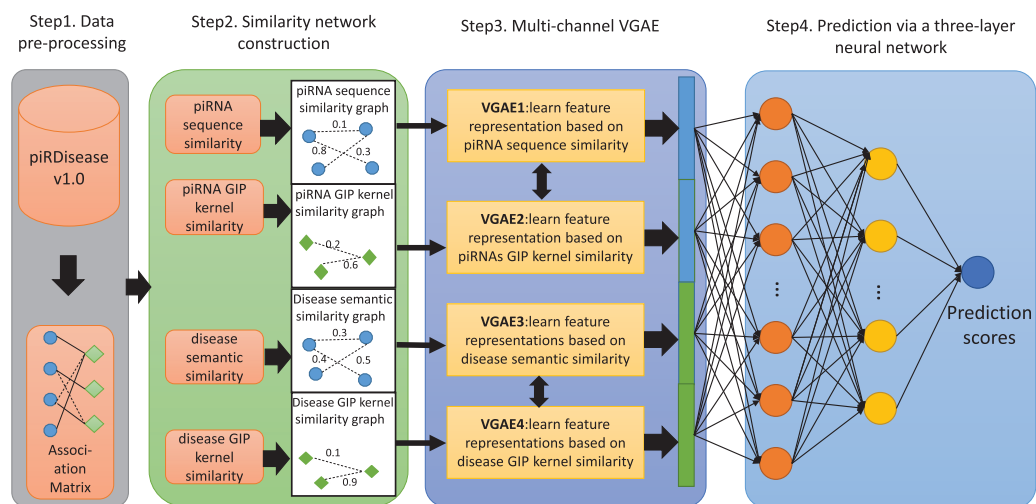 Step1. Data
pre-processing
piRDisease
v1.0
Associ-
ation
Matrix
Step2. Similarity network
construction
piRNA
sequence
similarity
piRNA sequence
similarity graph
0.1
0.8
0.3
piRNA GIP
kernel
similarity
piRNA GIP kernel
similarity graph
0.2
0.6
disease
semantic
similarity
Disease semantic
similarity graph
0.3
0.4
0.5
disease GIP
kernel
similarity
Disease GIP kernel
similarity graph
0.1
0.9
Step3. Multi-channel VGAE
VGAE1:learn feature
representation based on
piRNA sequence similarity
VGAE2:learn feature
representation based on
piRNAs GIP kernel similarity
VGAE3:learn feature
representations based on
disease semantic similarity
VGAE4:learn feature
representations based on
disease GIP kernel similarity
Step4. Prediction via a three-layer
neural network
...
...
Prediction
scores